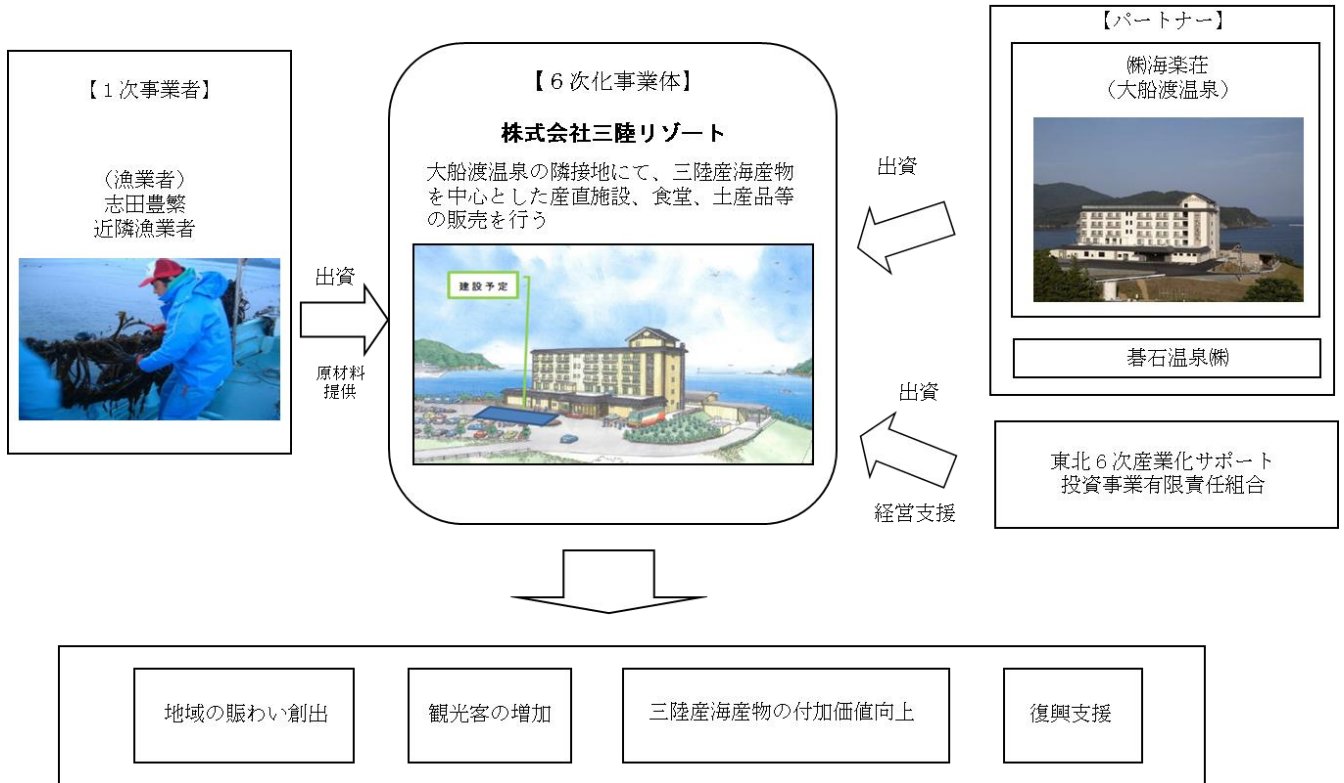 【１次事業者】
（漁業者）
志田豊繁
近隣漁業者
出資
原材料
提供
【６次化事業体】
株式会社三陸リゾート
大船渡温泉の隣接地にて、三陸産海産物
を中心とした産直施設、食堂、土産品等
の販売を行う
建設予定
出資
【パートナー】
㈱海楽荘
（大船渡温泉）
碁石温泉㈱
出資
経営支援
東北６次産業化サポート
投資事業有限責任組合
地域の賑わい創出
観光客の増加
三陸産海産物の付加価値向上
復興支援